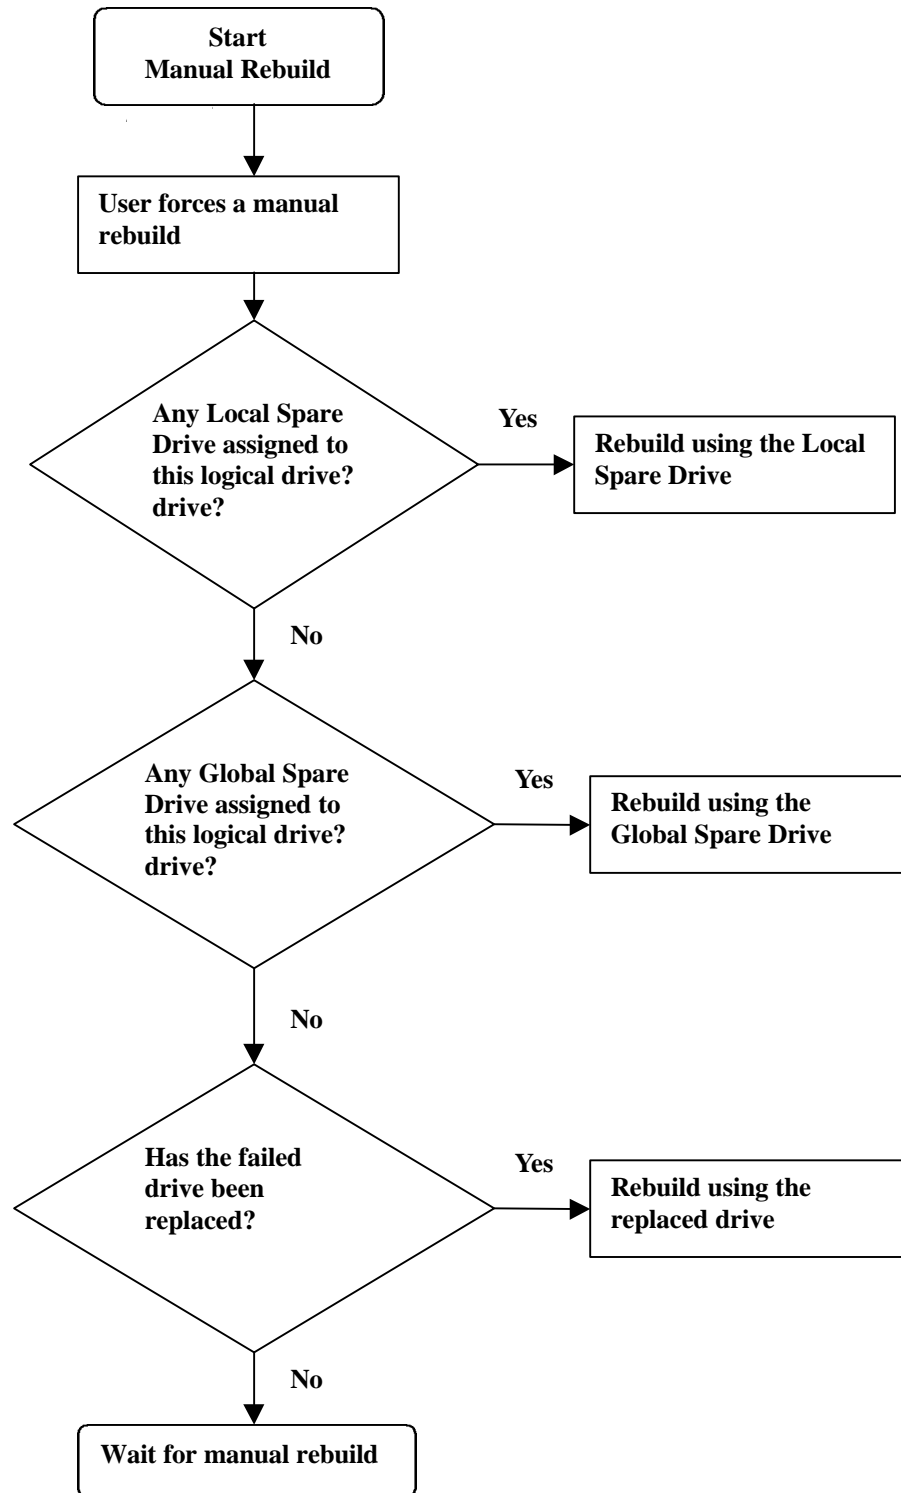 Start
Manual Rebuild
User forces a manual
rebuild
Any Local Spare
Drive assigned to
this logical drive?
drive?
Yes
Rebuild using the Local
Spare Drive
No
Any Global Spare
Drive assigned to
this logical drive?
drive?
Yes
Rebuild using the
Global Spare Drive
No
Has the failed
drive been
replaced?
Yes
Rebuild using the
replaced drive
No
Wait for manual rebuild